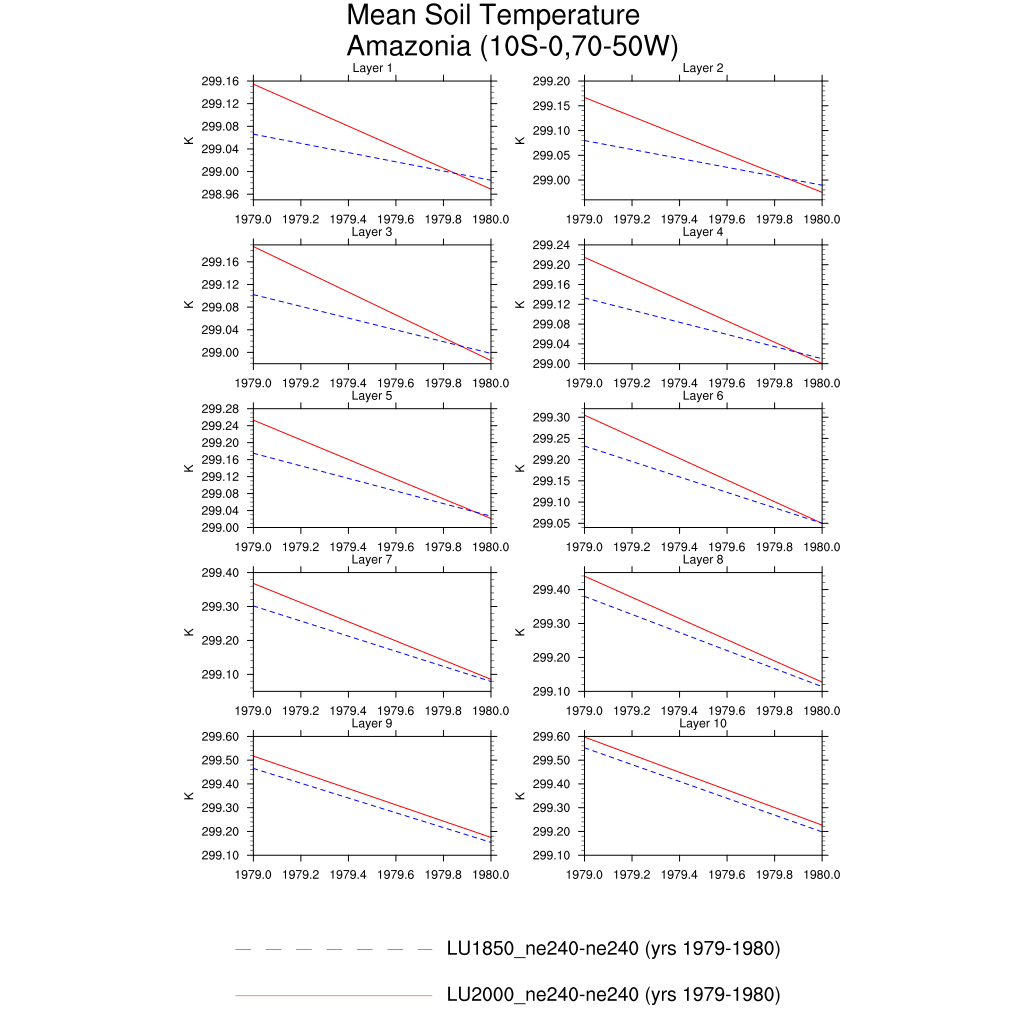 Mean Soil Temperature
Amazonia (10S-0,70-50W)
Layer 1
299.16
299.12
299.08
299.04
299.00
298.96
K
1979.0 1979.2 1979.4 1979.6 1979.8 1980.0
Layer 2
299.20
299.15
299.10
299.05
299.00
K
1979.0 1979.2 1979.4 1979.6 1979.8 1980.0
Layer 3
299.16
299.12
299.08
299.04
299.00
K
1979.0 1979.2 1979.4 1979.6 1979.8 1980.0
Layer 4
299.24
299.20
299.16
299.12
299.08
299.04
299.00
K
1979.0 1979.2 1979.4 1979.6 1979.8 1980.0
Layer 5
299.28
299.24
299.20
299.16
299.12
299.08
299.04
299.00
K
1979.0 1979.2 1979.4 1979.6 1979.8 1980.0
Layer 6
299.30
299.25
299.20
299.15
299.10
299.05
K
1979.0 1979.2 1979.4 1979.6 1979.8 1980.0
Layer 7
299.40
299.30
299.20
299.10
K
1979.0 1979.2 1979.4 1979.6 1979.8 1980.0
Layer 8
299.40
299.30
299.20
299.10
K
1979.0 1979.2 1979.4 1979.6 1979.8 1980.0
Layer 9
299.60
299.50
299.40
299.30
299.20
299.10
K
1979.0 1979.2 1979.4 1979.6 1979.8 1980.0
Layer 10
299.60
299.50
299.40
299.30
299.20
299.10
K
1979.0 1979.2 1979.4 1979.6 1979.8 1980.0
LU1850_ne240-ne240 (yrs 1979-1980)
LU2000_ne240-ne240 (yrs 1979-1980)